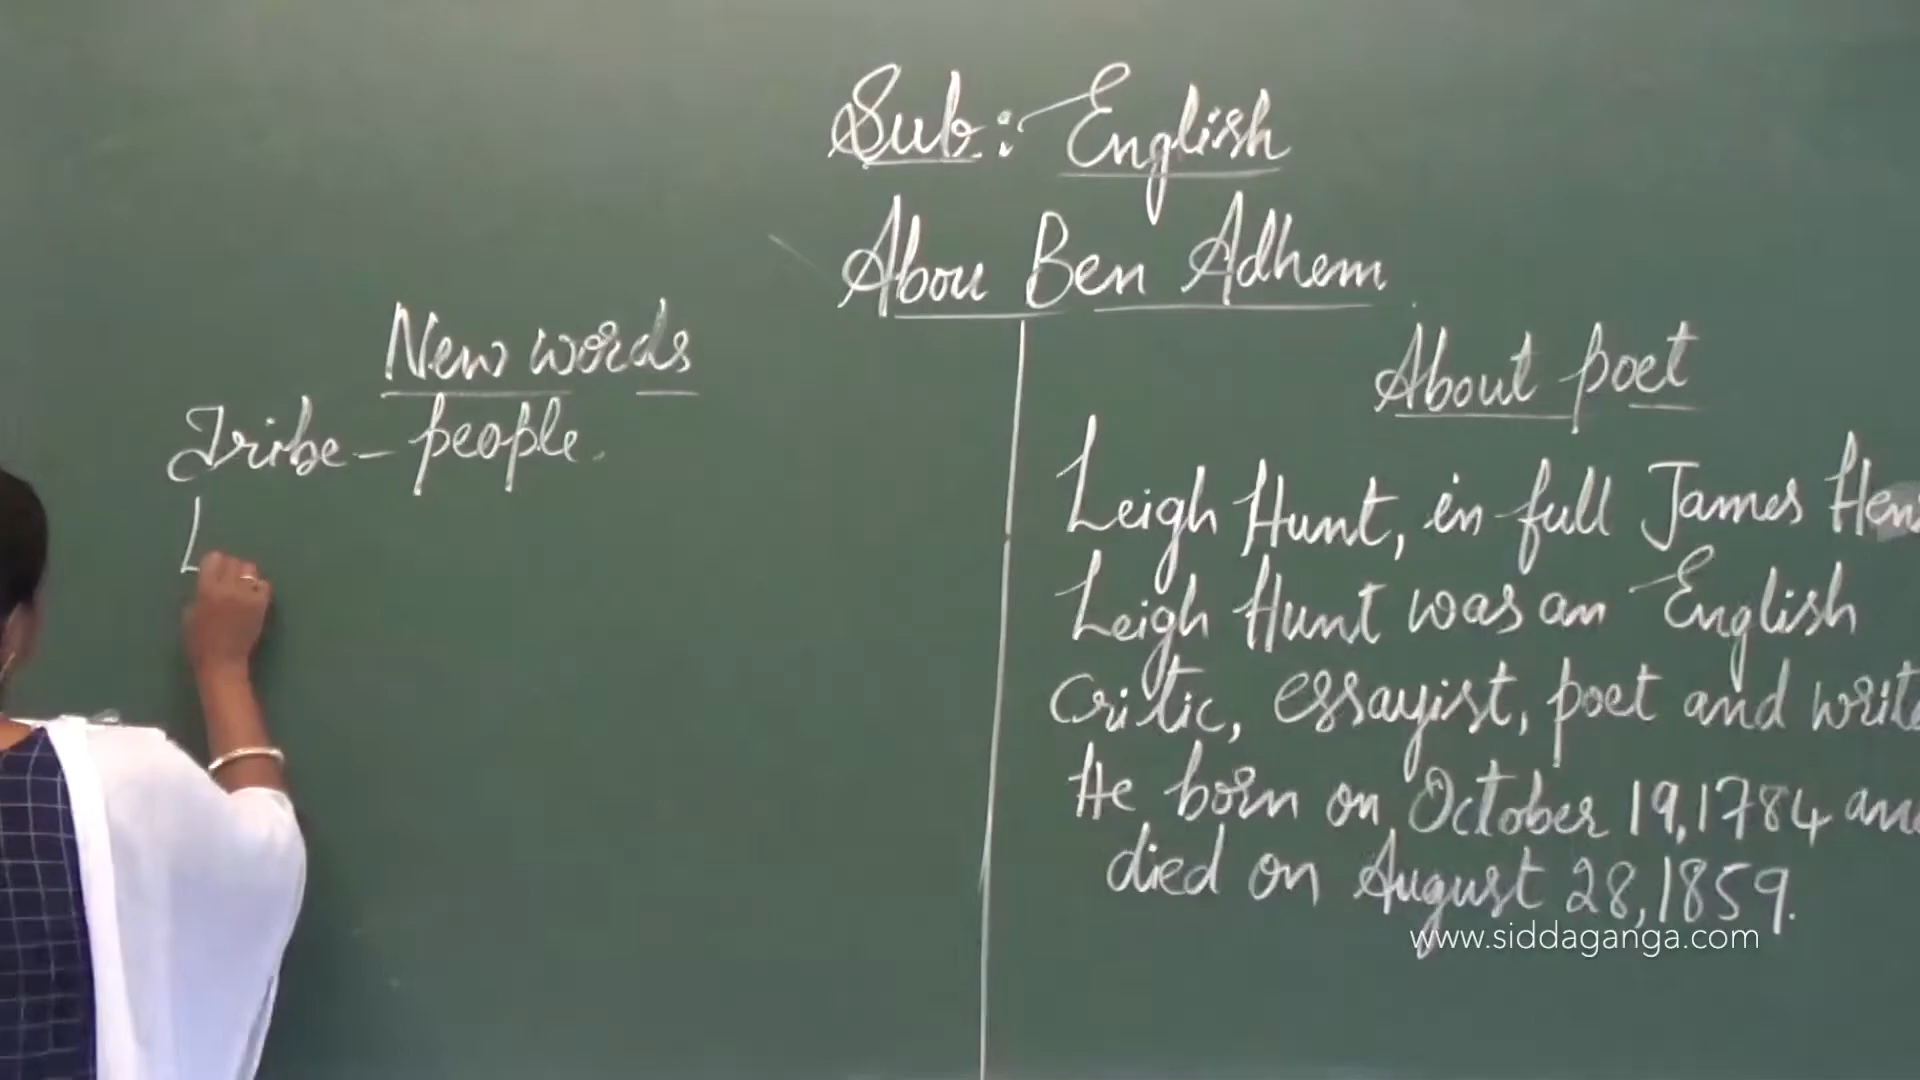 Sub: English
Abou Ben Adhem
New words
Tribe - people.
L
About poet
Leigh Hunt, in full James
Leigh Hunt was an English
critic, essayist, poet and
He born on October 19, 1784
died on August 28, 1859.
www.siddaganga.com